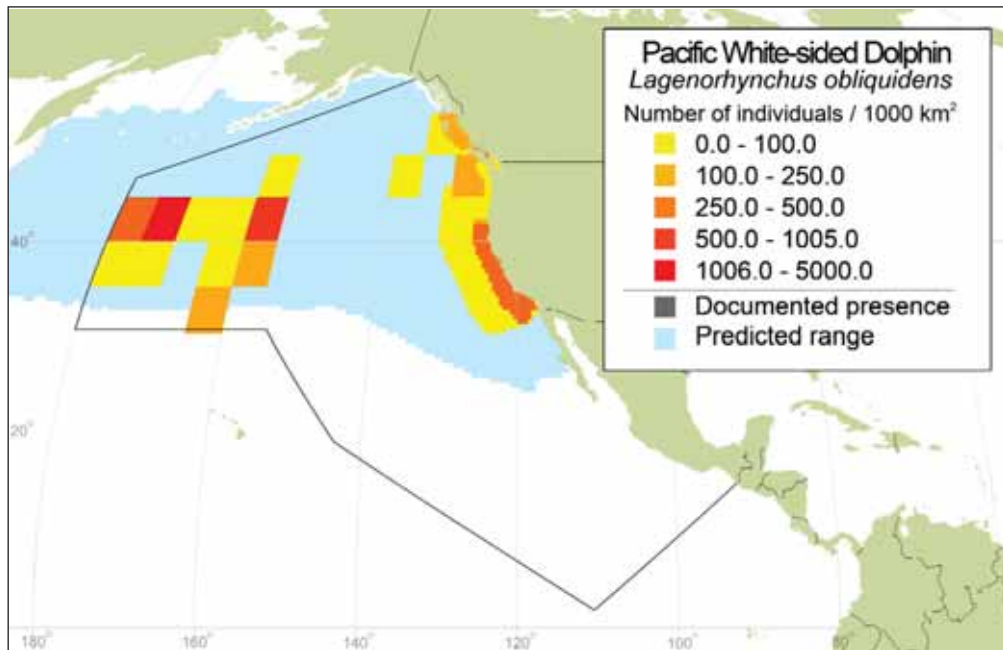 Pacific White-sided Dolphin
Lagenorhynchus obliquidens
Number of individuals / 1000 km²
0.0 - 100.0
100.0 - 250.0
250.0 - 500.0
500.0 - 1005.0
1006.0 - 5000.0
Documented presence
Predicted range
40°
20°
180°
160°
140°
120°
100°
80